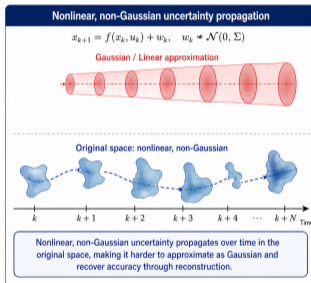 Nonlinear, non-Gaussian uncertainty propagation
x_{k+1} = f(x_k, u_k) + w_k, w_k ≁ 𝒩(0, Σ)
Gaussian / Linear approximation
Original space: nonlinear, non-Gaussian
k k + 1 k + 2 k + 3 k + 4 ⋯ k + N Time
Nonlinear, non-Gaussian uncertainty propagates over time in the
original space, making it harder to approximate as Gaussian and
recover accuracy through reconstruction.